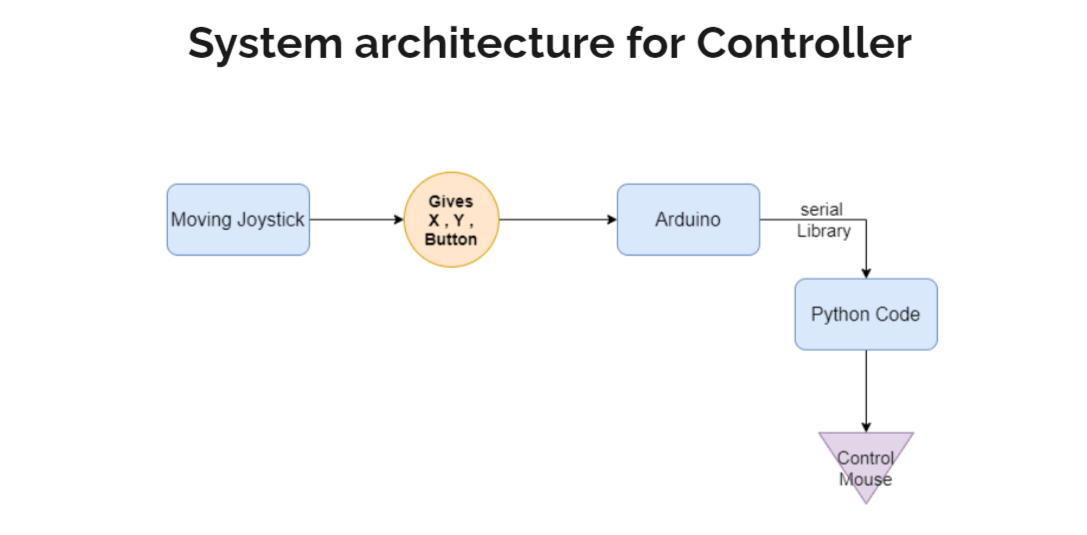 System architecture for Controller
Moving Joystick
Gives
X , Y ,
Button
Arduino
serial
Library
Python Code
Control
Mouse